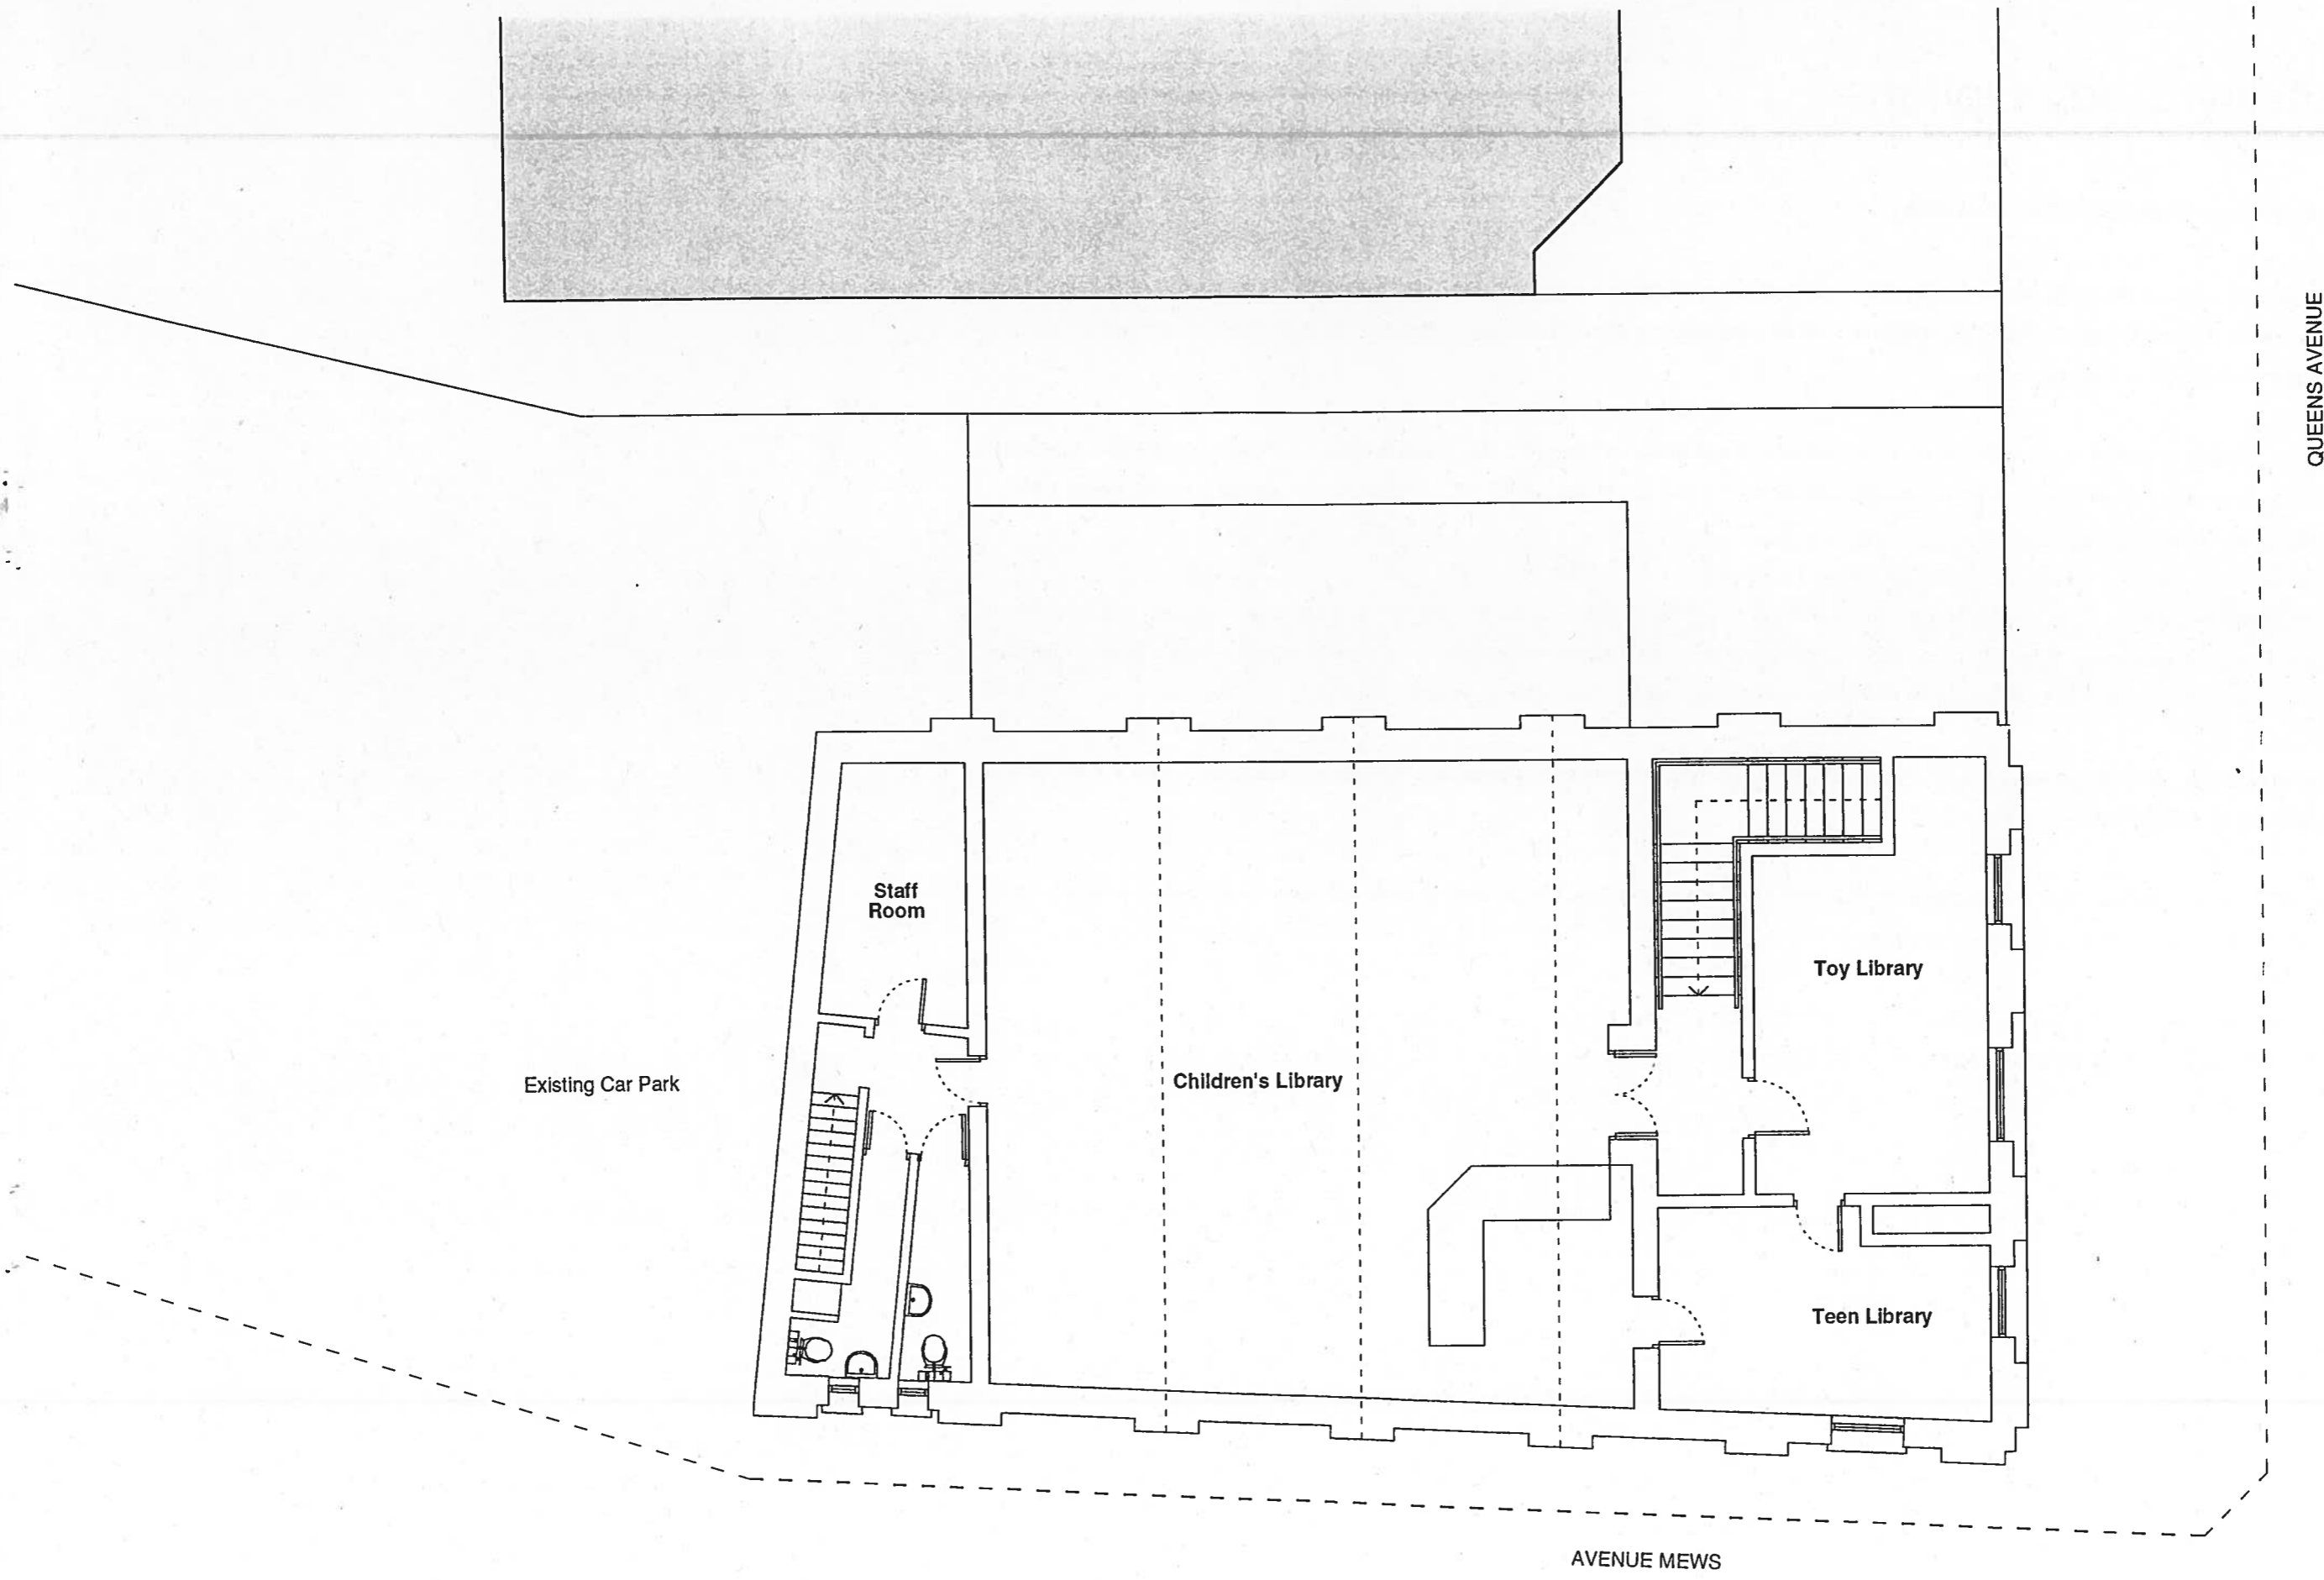 QUEENS AVENUE
Staff
Room
Toy Library
Children's Library
Existing Car Park
Teen Library
AVENUE MEWS